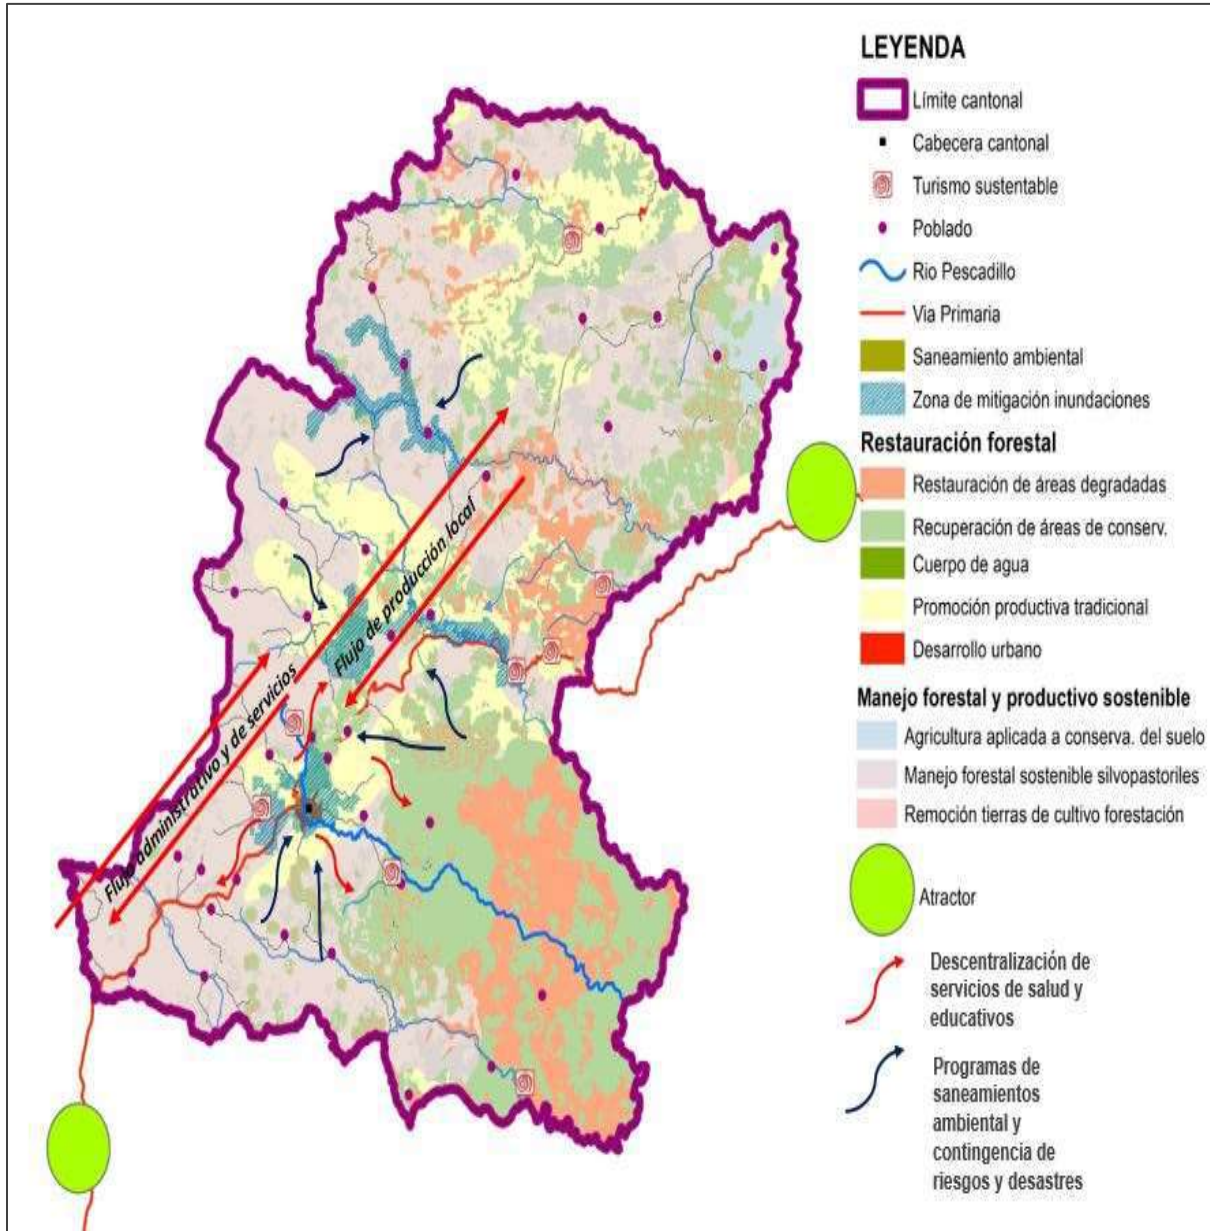 LEYENDA
Límite cantonal
Cabecera cantonal
Turismo sustentable
Poblado
Rio Pescadillo
Via Primaria
Saneamiento ambiental
Zona de mitigación inundaciones
Restauración forestal
Restauración de áreas degradadas
Recuperación de áreas de conserv.
Cuerpo de agua
Promoción productiva tradicional
Desarrollo urbano
Manejo forestal y productivo sostenible
Agricultura aplicada a conserva. del suelo
Manejo forestal sostenible silvopastoriles
Remoción tierras de cultivo forestación
Atractor
Descentralización de
servicios de salud y
educativos
Programas de
saneamientos
ambiental y
contingencia de
riesgos y desastres
Flujo de producción local
Flujo administrativo y de servicios